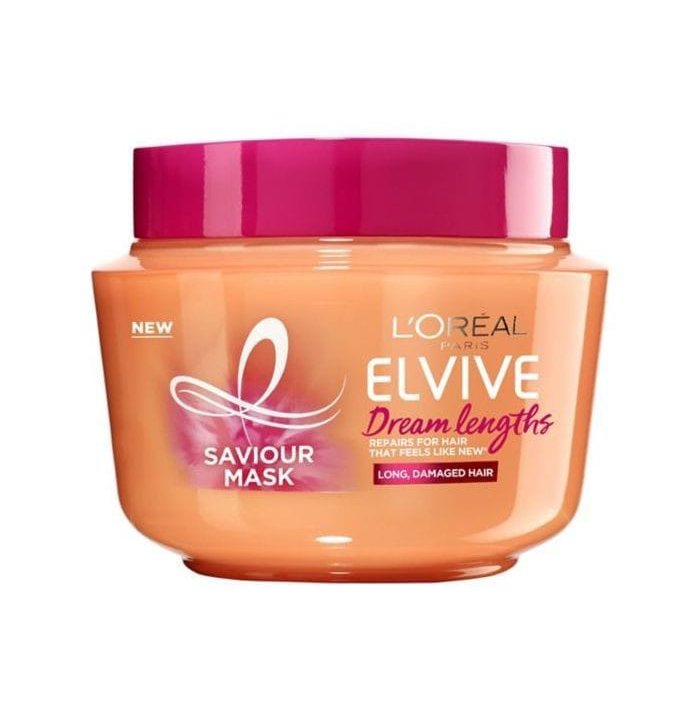 NEW
SAVIOUR
MASK
L'ORÉAL
PARIS
ELVIVE
Dream lengths
REPAIRS FOR HAIR
THAT FEELS LIKE NEW*
LONG, DAMAGED HAIR